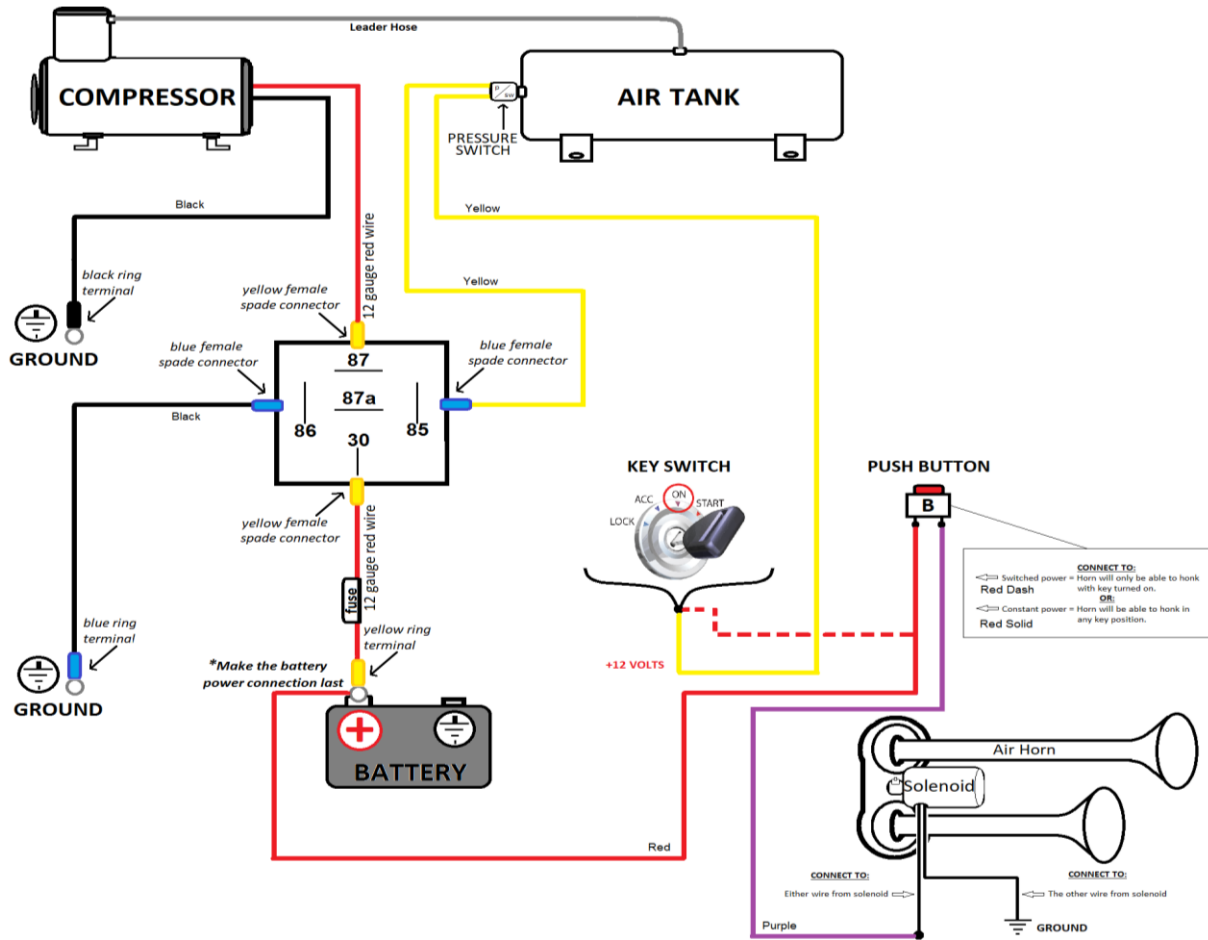 Leader Hose
COMPRESSOR
AIR TANK
P
SW
PRESSURE
SWITCH
Black
Yellow
Yellow
12 gauge red wire
black ring
terminal
GROUND
yellow female
spade connector
blue female
spade connector
blue female
spade connector
87
87a
86
85
30
Black
yellow female
spade connector
12 gauge red wire
fuse
blue ring
terminal
GROUND
yellow ring
terminal
*Make the battery
power connection last
BATTERY
KEY SWITCH
LOCK
ACC
ON
START
+12 VOLTS
PUSH BUTTON
B
CONNECT TO:
Switched power = Horn will only be able to honk
Red Dash with key turned on.
OR:
Constant power = Horn will be able to honk in
Red Solid any key position.
Air Horn
Solenoid
Red
CONNECT TO:
Either wire from solenoid
CONNECT TO:
The other wire from solenoid
Purple
GROUND